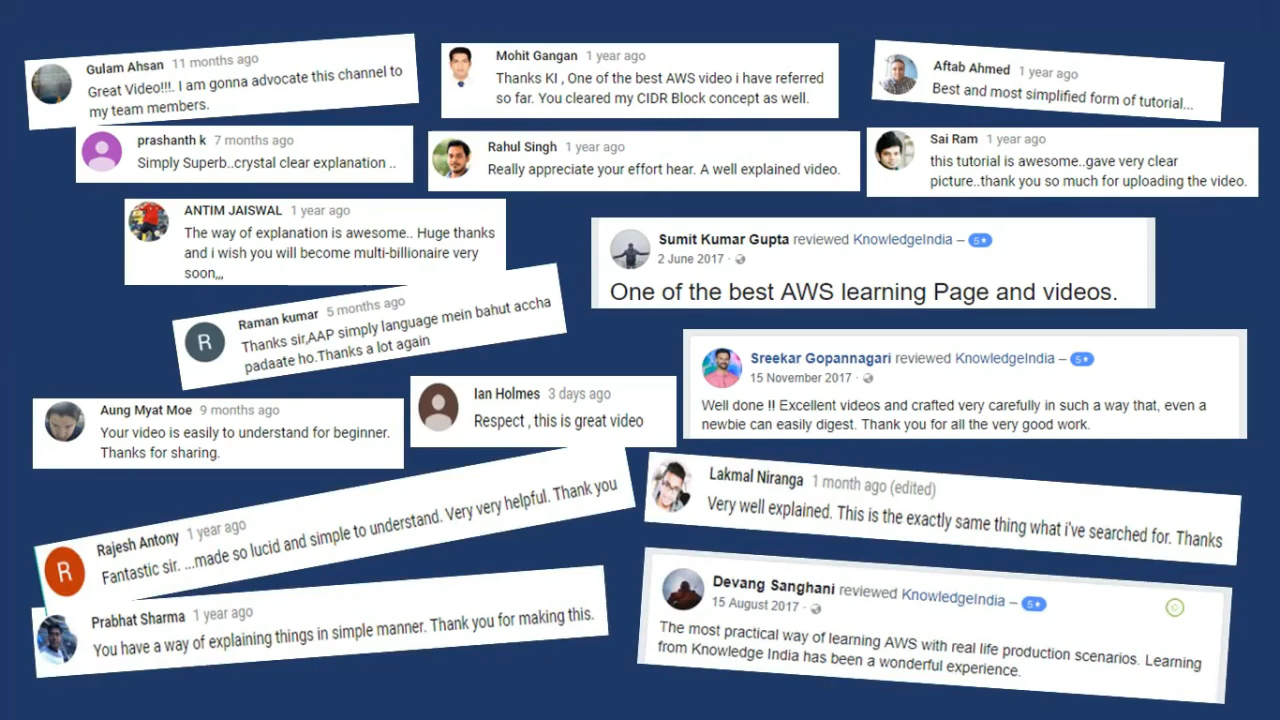 Gulam Ahsan 11 months ago
Great Video!!!. I am gonna advocate this channel to
my team members.
Mohit Gangan 1 year ago
Thanks KI , One of the best AWS video i have referred
so far. You cleared my CIDR Block concept as well.
Aftab Ahmed 1 year ago
Best and most simplified form of tutorial...
prashanth k 7 months ago
Simply Superb..crystal clear explanation ..
Rahul Singh 1 year ago
Really appreciate your effort hear. A well explained video.
Sai Ram 1 year ago
this tutorial is awesome..gave very clear
picture..thank you so much for uploading the video.
ANTIM JAISWAL 1 year ago
The way of explanation is awesome.. Huge thanks
and i wish you will become multi-billionaire very
soon,,,
Sumit Kumar Gupta reviewed KnowledgeIndia – 5★
2 June 2017 ·
One of the best AWS learning Page and videos.
Raman kumar 5 months ago
Thanks sir,AAP simply language mein bahut accha
padaate ho.Thanks a lot again
R
Sreekar Gopannagari reviewed KnowledgeIndia – 5★
15 November 2017 ·
Well done !! Excellent videos and crafted very carefully in such a way that, even a
newbie can easily digest. Thank you for all the very good work.
Aung Myat Moe 9 months ago
Your video is easily to understand for beginner.
Thanks for sharing.
Ian Holmes 3 days ago
Respect , this is great video
Lakmal Niranga 1 month ago (edited)
Very well explained. This is the exactly same thing what i've searched for. Thanks
Rajesh Antony 1 year ago
Fantastic sir. ...made so lucid and simple to understand. Very very helpful. Thank you
R
Prabhat Sharma 1 year ago
You have a way of explaining things in simple manner. Thank you for making this.
Devang Sanghani reviewed KnowledgeIndia – 5★
15 August 2017 ·
The most practical way of learning AWS with real life production scenarios. Learning
from Knowledge India has been a wonderful experience.